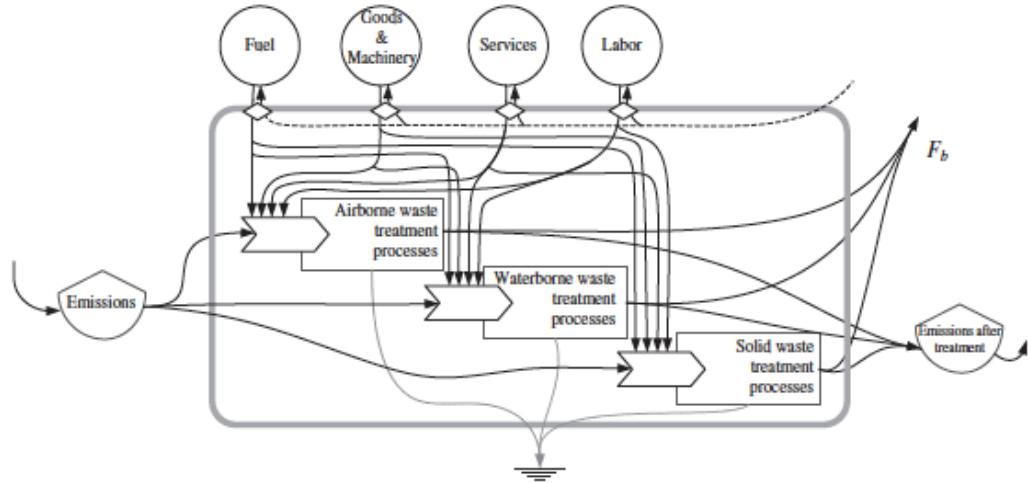 Fuel
Goods
&
Machinery
Services
Labor
F_b
Airborne waste
treatment
processes
Emissions
Waterborne waste
treatment
processes
Solid waste
treatment
processes
Emissions after
treatment